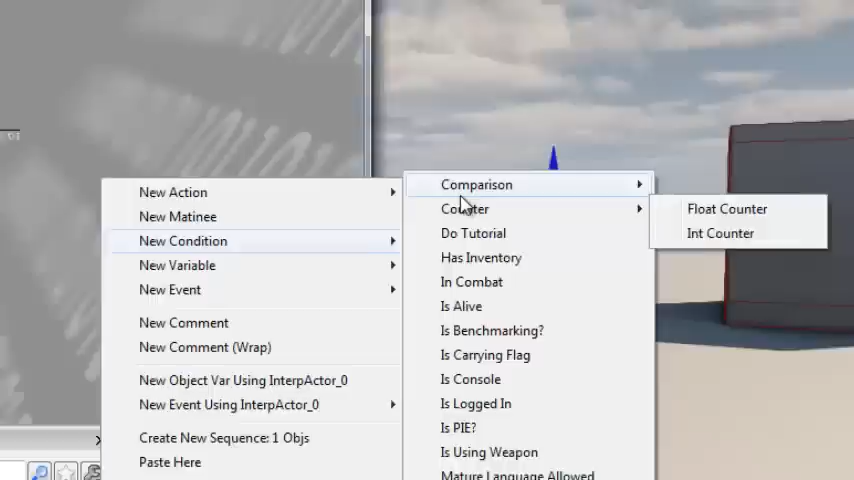 New Action
New Matinee
New Condition
New Variable
New Event
New Comment
New Comment (Wrap)
New Object Var Using InterpActor_0
New Event Using InterpActor_0
Create New Sequence: 1 Objs
Paste Here
Comparison
Counter
Do Tutorial
Has Inventory
In Combat
Is Alive
Is Benchmarking?
Is Carrying Flag
Is Console
Is Logged In
Is PIE?
Is Using Weapon
Mature Language Allowed
Float Counter
Int Counter